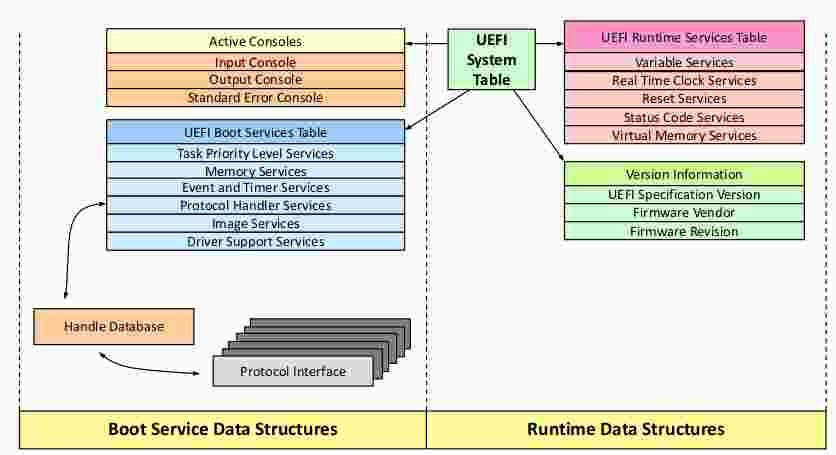 Active Consoles
Input Console
Output Console
Standard Error Console
UEFI
System
Table
UEFI Runtime Services Table
Variable Services
Real Time Clock Services
Reset Services
Status Code Services
Virtual Memory Services
UEFI Boot Services Table
Task Priority Level Services
Memory Services
Event and Timer Services
Protocol Handler Services
Image Services
Driver Support Services
Version Information
UEFI Specification Version
Firmware Vendor
Firmware Revision
Handle Database
Protocol Interface
Boot Service Data Structures
Runtime Data Structures